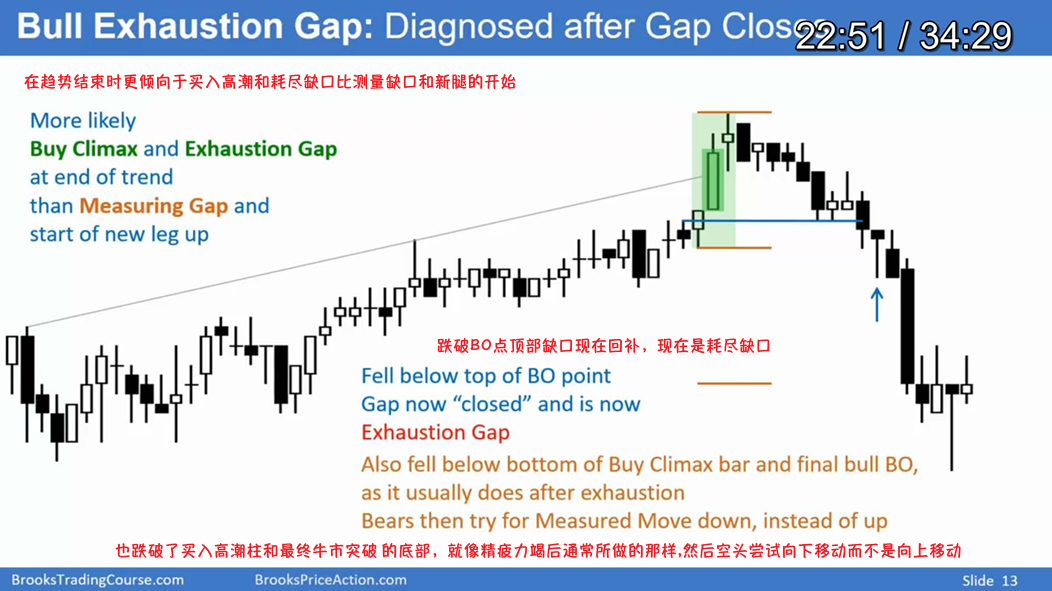 Bull Exhaustion Gap: Diagnosed after Gap Closes
22:51 / 34:29
在趋势结束时更倾向于买入高潮和耗尽缺口比测量缺口和新腿的开始
More likely
Buy Climax and Exhaustion Gap
at end of trend
than Measuring Gap and
start of new leg up
跌破BO点顶部缺口现在回补，现在是耗尽缺口
Fell below top of BO point
Gap now “closed” and is now
Exhaustion Gap
Also fell below bottom of Buy Climax bar and final bull BO,
as it usually does after exhaustion
Bears then try for Measured Move down, instead of up
也跌破了买入高潮柱和最终牛市突破 的底部，就像精疲力竭后通常所做的那样,然后空头尝试向下移动而不是向上移动
BrooksTradingCourse.com
BrooksPriceAction.com
Slide 13